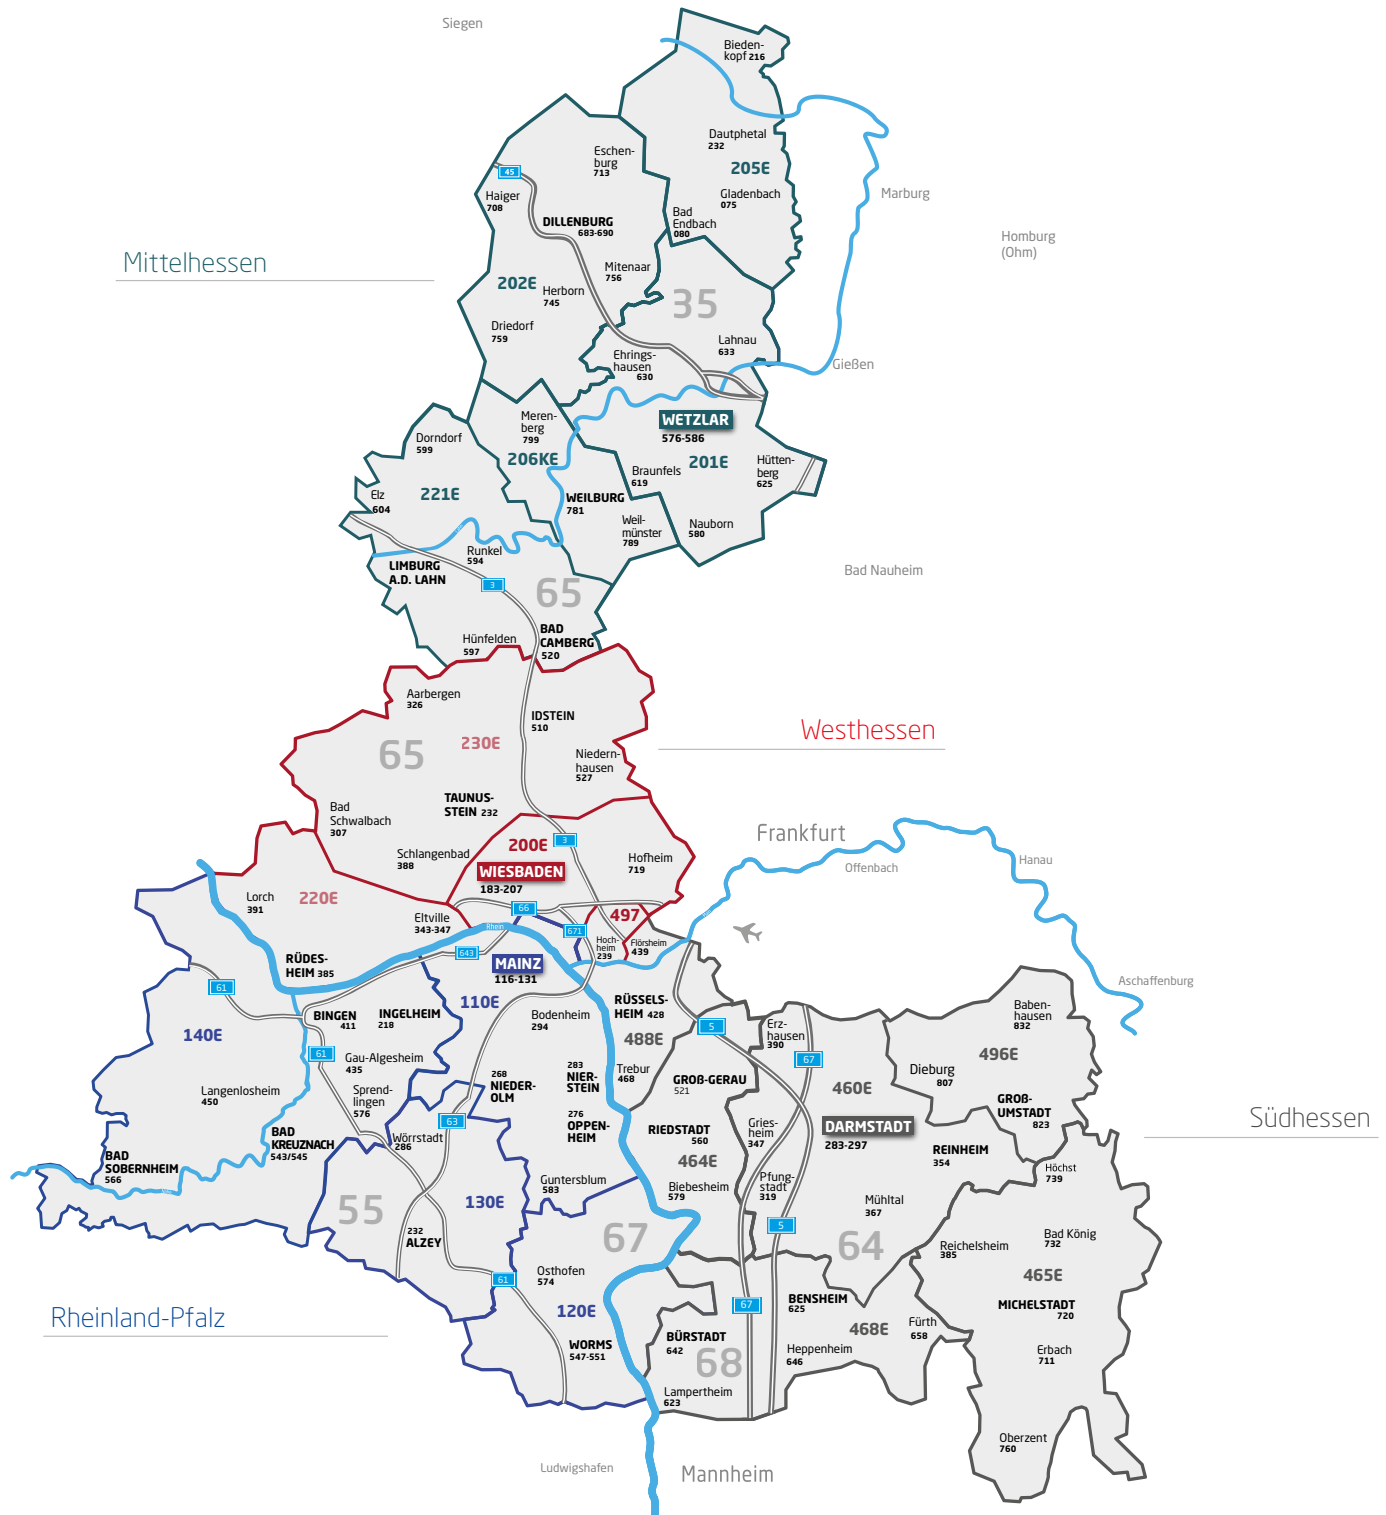 Siegen
Bieden-
kopf 216
Dautphetal
232
205E
Eschen-
burg
713
45
Haiger
708
Gladenbach
075
Marburg
Bad
Endbach
080
DILLENBURG
683-690
Homburg
(Ohm)
Mittelhessen
Mitenaar
756
202E
Herborn
745
35
Driedorf
759
Lahnau
633
Ehrings-
hausen
630
Gießen
WETZLAR
576-586
Meren-
berg
799
Dorndorf
599
206KE
201E
Hütten-
berg
625
Braunfels
619
221E
Elz
604
WEILBURG
781
Weil-
münster
789
Nauborn
580
Runkel
594
LIMBURG
A.D. LAHN
3
65
Bad Nauheim
BAD
CAMBERG
520
Hünfelden
597
Aarbergen
326
IDSTEIN
510
Westhessen
65
230E
Niedern-
hausen
527
TAUNUS-
STEIN 232
Bad
Schwalbach
307
Frankfurt
200E
3
Schlangenbad
388
Hofheim
719
Offenbach
Hanau
WIESBADEN
183-207
Lorch
391
220E
66
Eltville
343-347
497
Rhein
671
Hoch-
heim
239
Flörsheim
439
643
RÜDES-
HEIM 385
MAINZ
116-131
Aschaffenburg
61
110E
RÜSSELS-
HEIM 428
Baben-
hausen
832
BINGEN
411
INGELHEIM
218
Bodenheim
294
5
Erz-
hausen
390
140E
488E
496E
61
Gau-Algesheim
435
67
Trebur
468
283
NIER-
STEIN
268
NIEDER-
OLM
Dieburg
807
GROß-GERAU
521
460E
Langenlosheim
450
Sprend-
lingen
576
GROß-
UMSTADT
823
63
276
OPPEN-
HEIM
Gries-
heim
347
DARMSTADT
283-297
Südhessen
RIEDSTADT
560
BAD
KREUZNACH
543/545
Wörrstadt
286
REINHEIM
354
BAD
SOBERNHEIM
566
464E
Höchst
739
Guntersblum
583
Biebesheim
579
Pfung-
stadt
319
130E
55
Mühltal
367
5
67
232
ALZEY
64
Bad König
732
Reichelsheim
385
Osthofen
574
61
465E
120E
67
BENSHEIM
625
MICHELSTADT
720
Rheinland-Pfalz
468E
Fürth
658
WORMS
547-551
BÜRSTADT
642
68
Heppenheim
646
Erbach
711
Lampertheim
623
Oberzent
760
Ludwigshafen
Mannheim